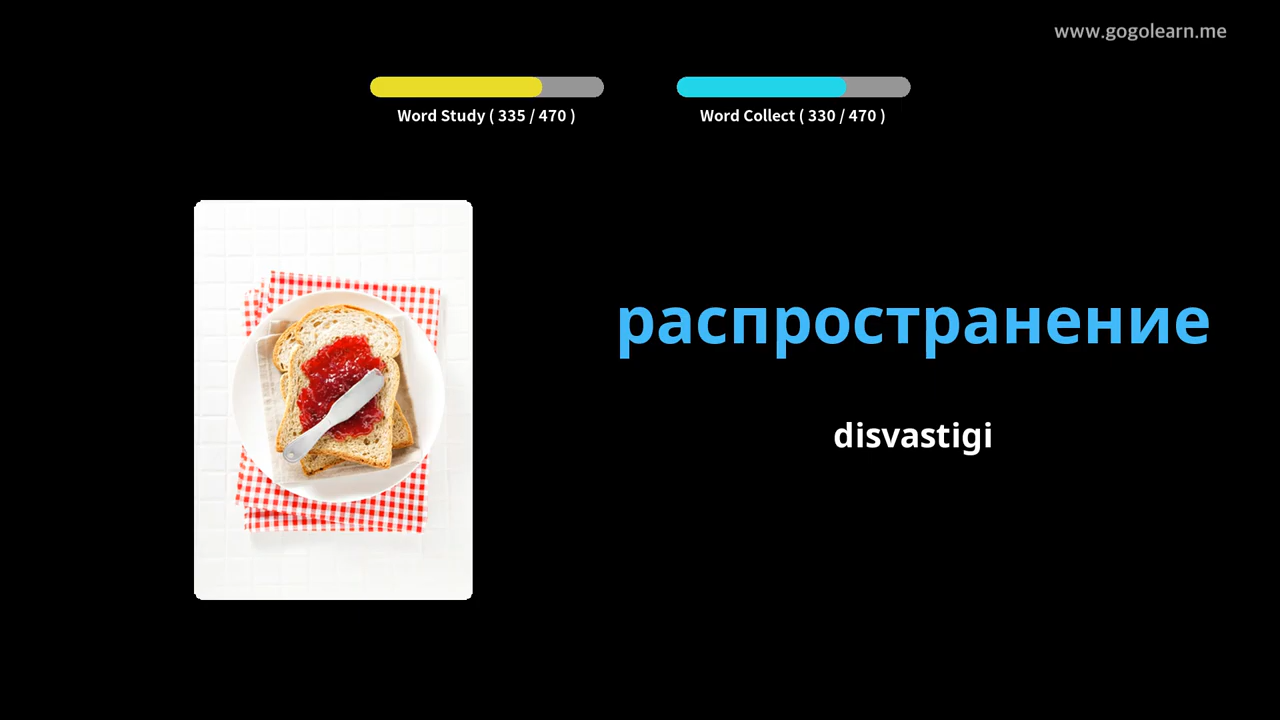 www.gogolearn.me
Word Study ( 335 / 470 )
Word Collect ( 330 / 470 )
распространение
disvastigi